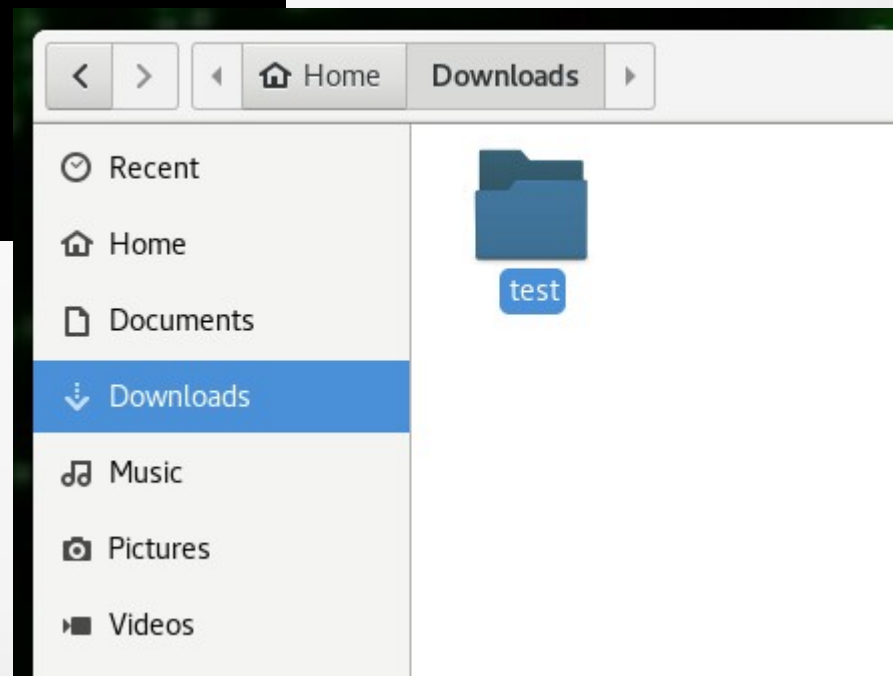 Home Downloads
Recent
Home
Documents
Downloads
Music
Pictures
Videos
test